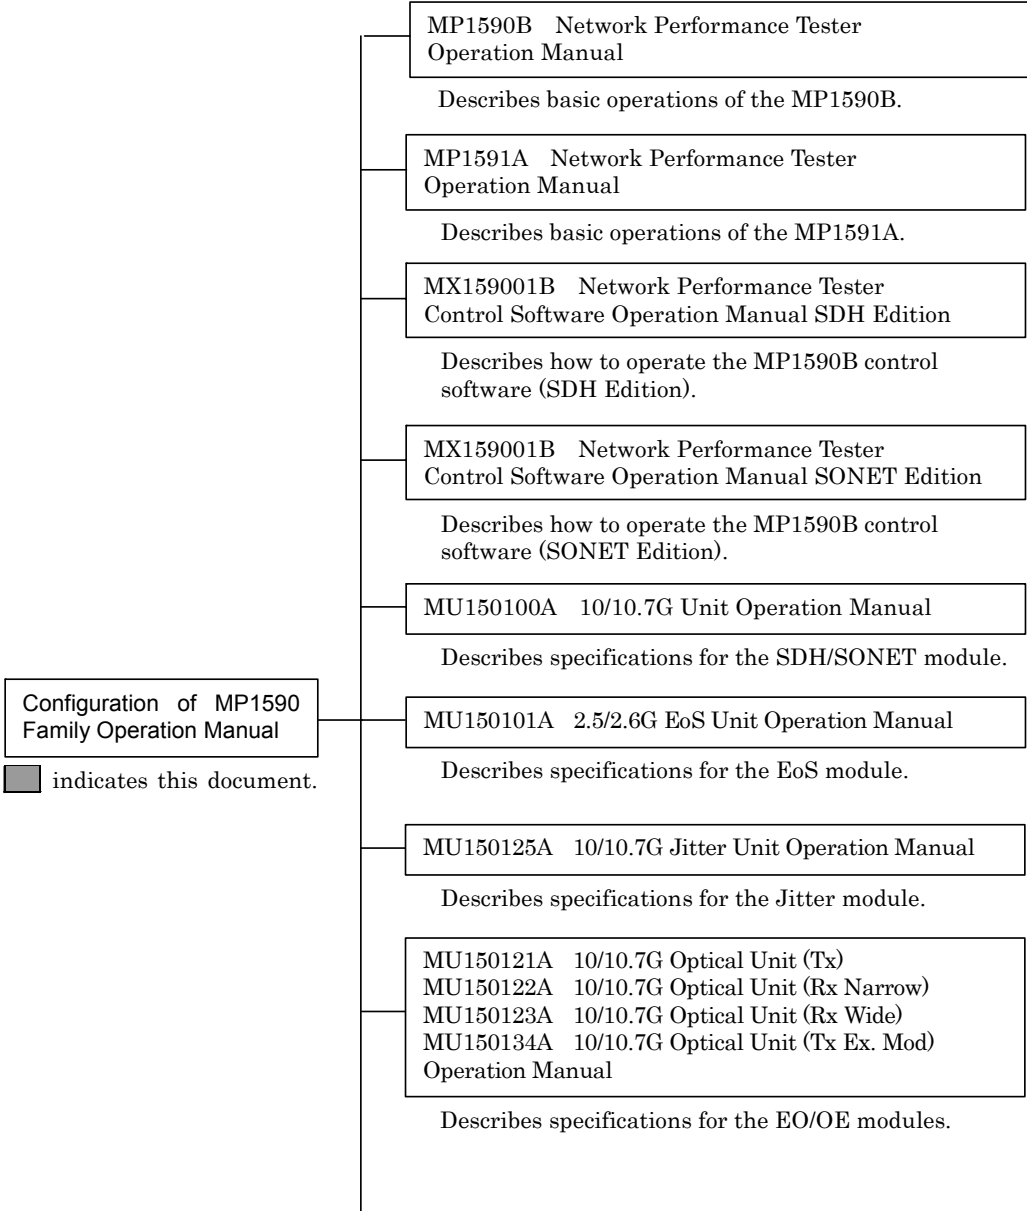 MP1590B Network Performance Tester
Operation Manual
Describes basic operations of the MP1590B.
MP1591A Network Performance Tester
Operation Manual
Describes basic operations of the MP1591A.
MX159001B Network Performance Tester
Control Software Operation Manual SDH Edition
Describes how to operate the MP1590B control
software (SDH Edition).
MX159001B Network Performance Tester
Control Software Operation Manual SONET Edition
Describes how to operate the MP1590B control
software (SONET Edition).
MU150100A 10/10.7G Unit Operation Manual
Describes specifications for the SDH/SONET module.
Configuration of MP1590
Family Operation Manual
indicates this document.
MU150101A 2.5/2.6G EoS Unit Operation Manual
Describes specifications for the EoS module.
MU150125A 10/10.7G Jitter Unit Operation Manual
Describes specifications for the Jitter module.
MU150121A 10/10.7G Optical Unit (Tx)
MU150122A 10/10.7G Optical Unit (Rx Narrow)
MU150123A 10/10.7G Optical Unit (Rx Wide)
MU150134A 10/10.7G Optical Unit (Tx Ex. Mod)
Operation Manual
Describes specifications for the EO/OE modules.